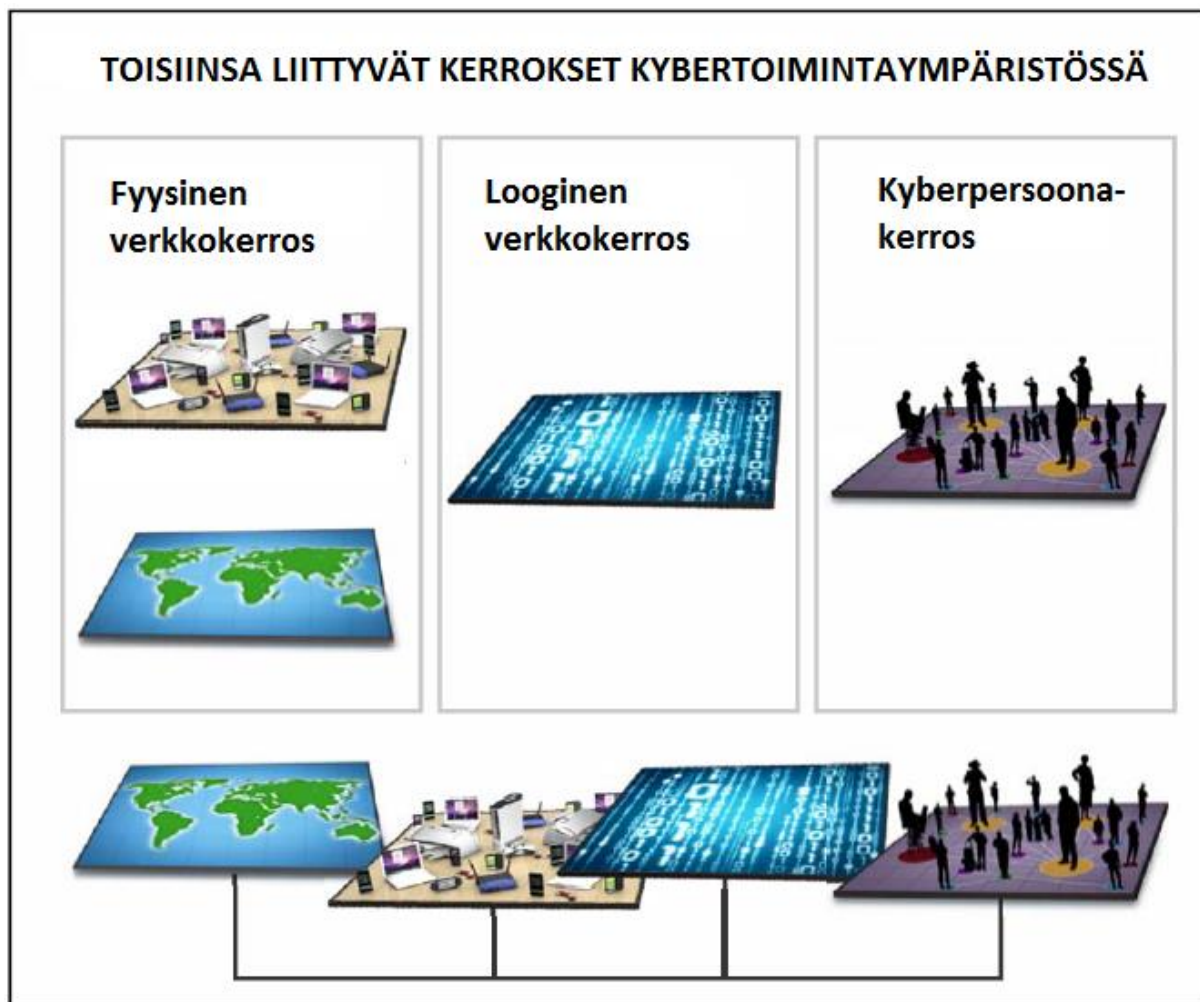 TOISIINSA LIITTYVÄT KERROKSET KYBERTOIMINTAYMPÄRISTÖSSÄ
Fyysinen
verkkokerros
Looginen
verkkokerros
Kyberpersoona-
kerros